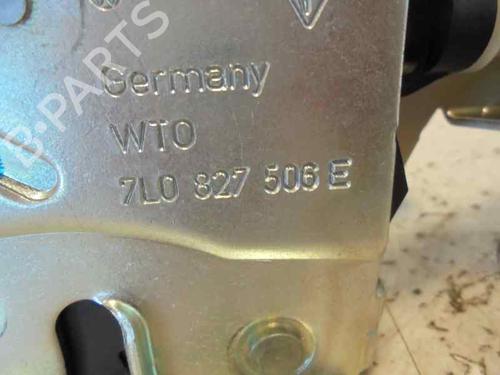 B-PARTS
Germany
WTO
7L0 827 506 E